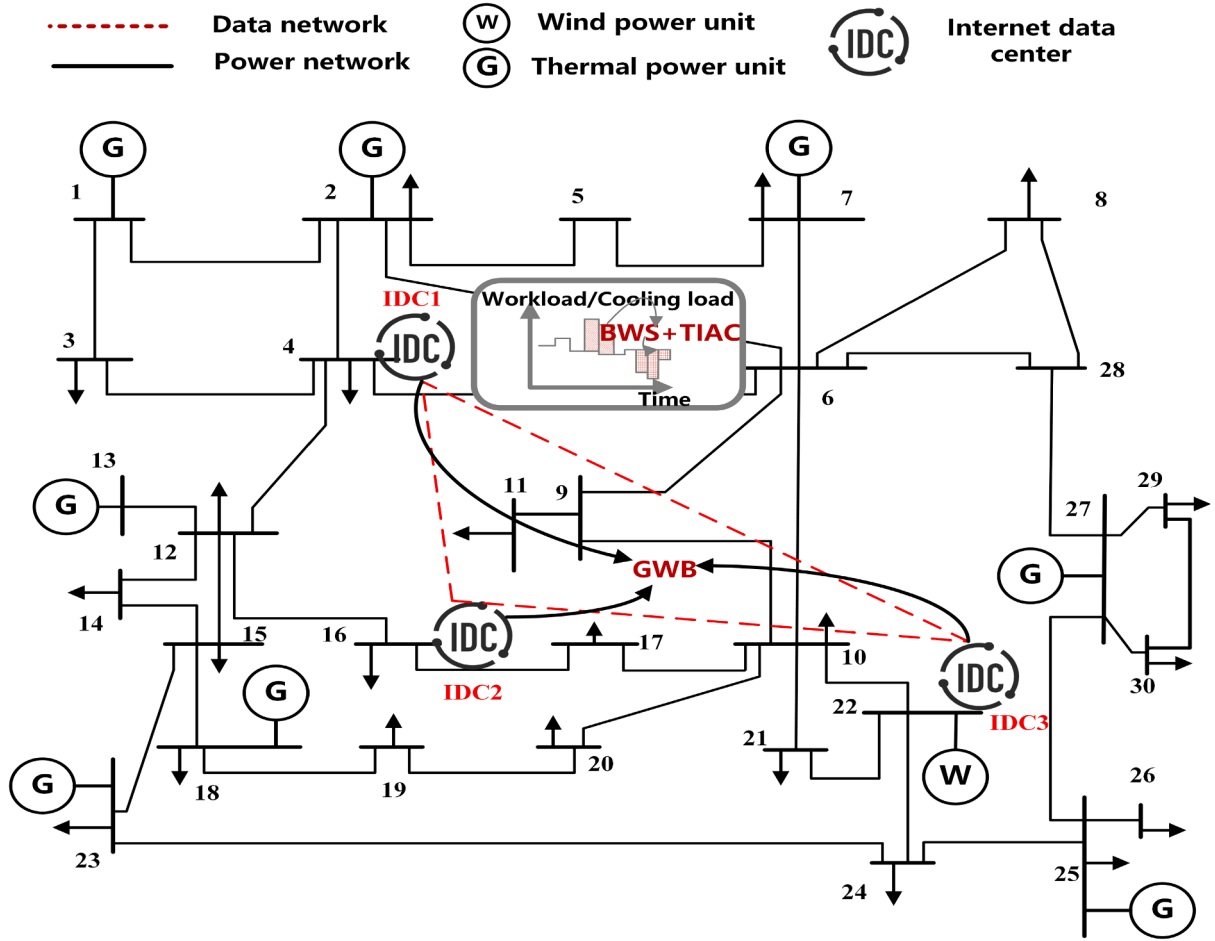 Data network
Power network
W
Wind power unit
G
Thermal power unit
IDC
Internet data
center
G
G
G
1
2
5
7
8
IDC1
Workload/Cooling load
BWS+TIAC
Time
3
4
IDC
6
28
13
G
11
9
27
29
12
GWB
G
14
15
16
IDC
17
10
IDC
30
IDC2
G
22
IDC3
21
W
18
19
20
G
26
23
24
25
G